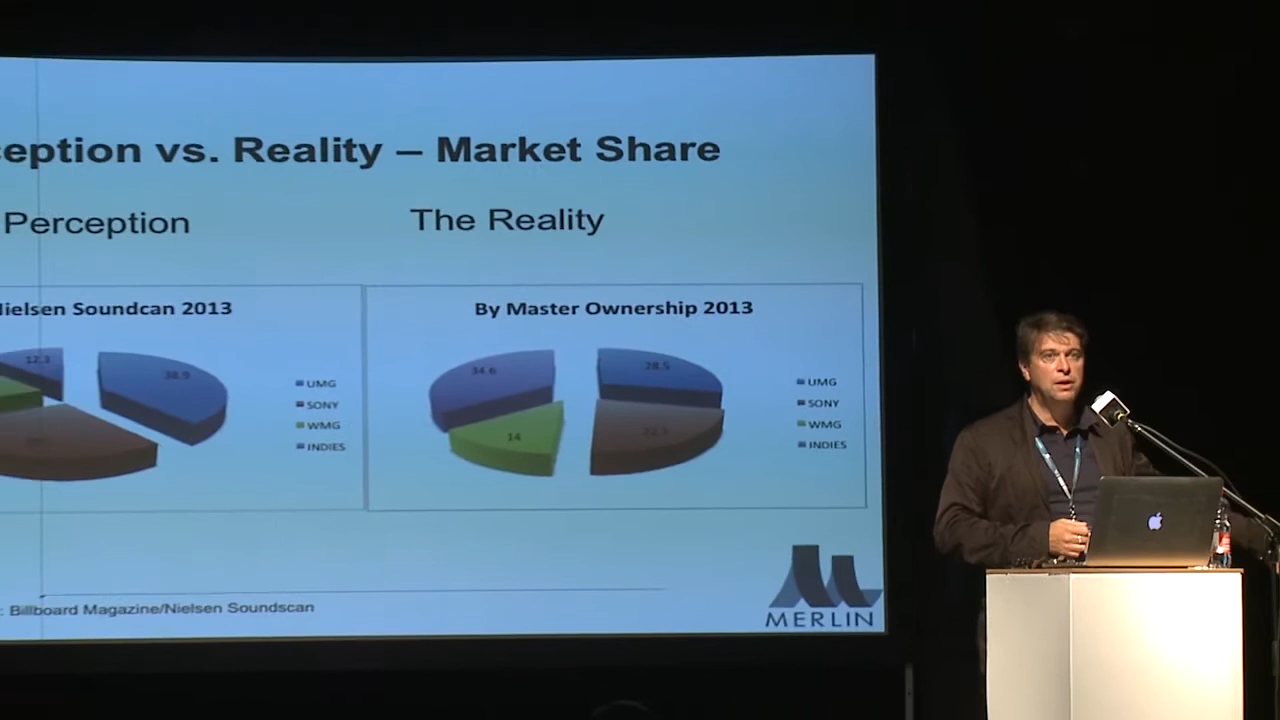 eption vs. Reality – Market Share
Perception
The Reality
Nielsen Soundcan 2013
12.3
38.9
UMG
SONY
WMG
INDIES
By Master Ownership 2013
34.6
28.5
14
UMG
SONY
WMG
INDIES
: Billboard Magazine/Nielsen Soundscan
MERLIN